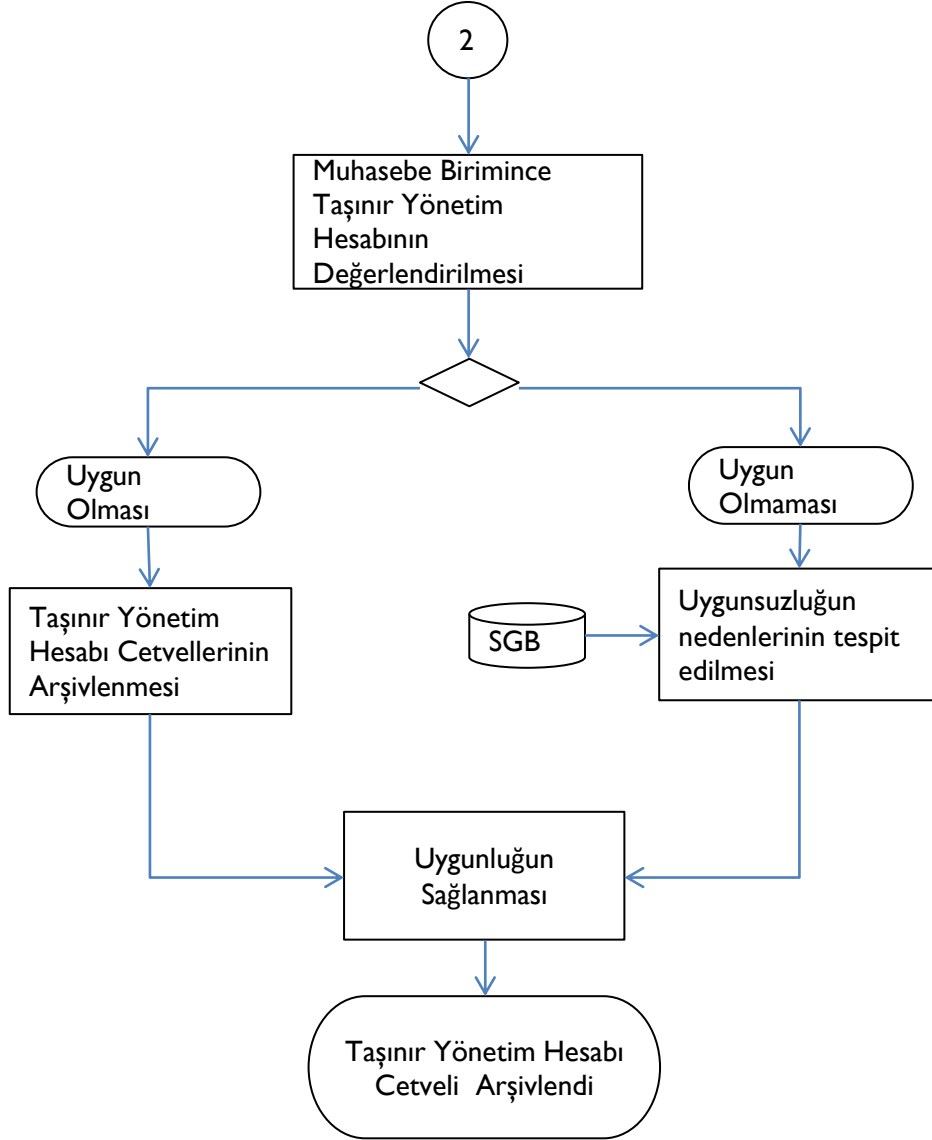 2
Muhasebe Birimince
Taşınır Yönetim
Hesabının
Değerlendirilmesi
Uygun
Olması
Uygun
Olmaması
Taşınır Yönetim
Hesabı Cetvellerinin
Arşivlenmesi
SGB
Uygunsuzluğun
nedenlerinin tespit
edilmesi
Uygunluğun
Sağlanması
Taşınır Yönetim Hesabı
Cetveli Arşivlendi